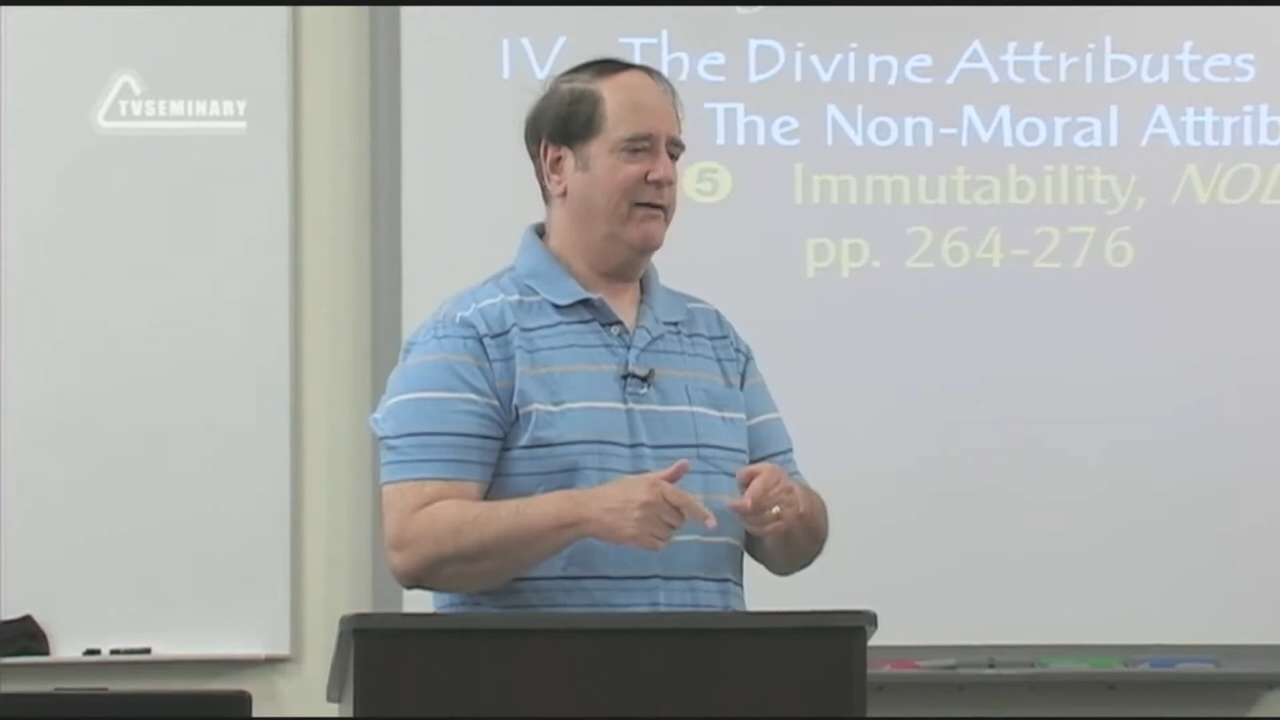 TVSEMINARY
IV The Divine Attributes
The Non-Moral Attrib
5 Immutability, NOL
pp. 264-276